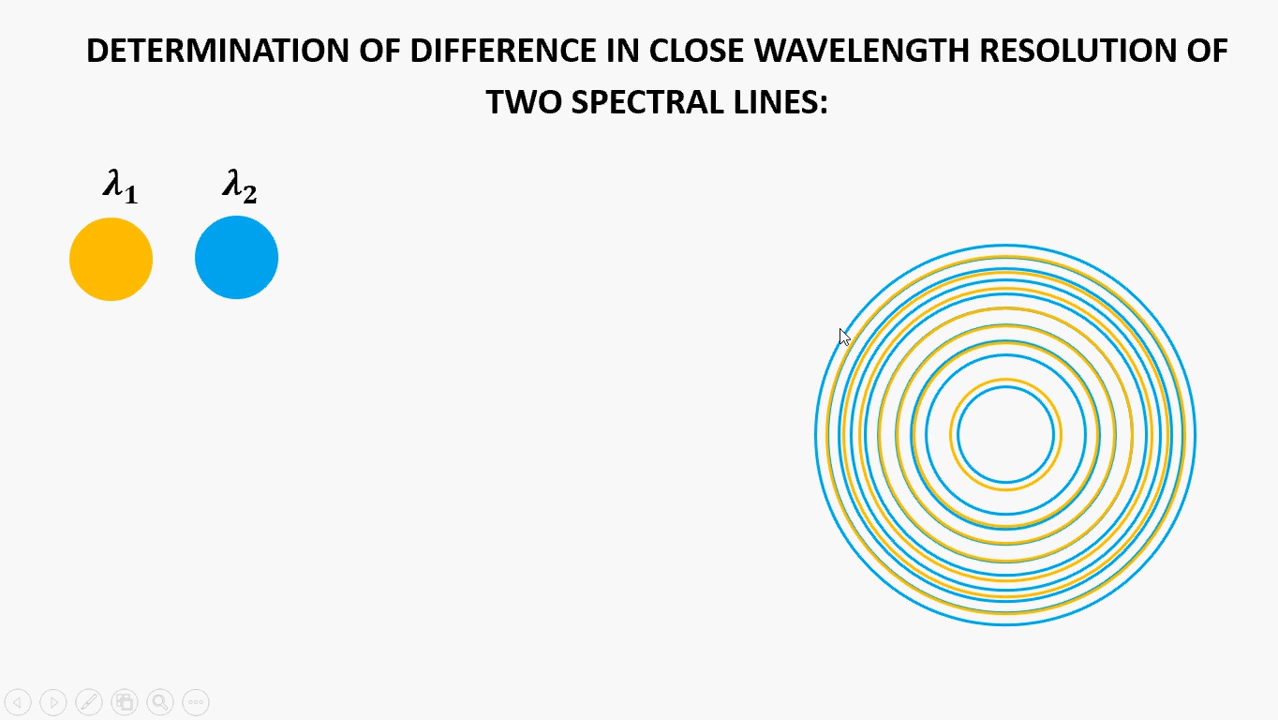 DETERMINATION OF DIFFERENCE IN CLOSE WAVELENGTH RESOLUTION OF
TWO SPECTRAL LINES:
λ₁ λ₂